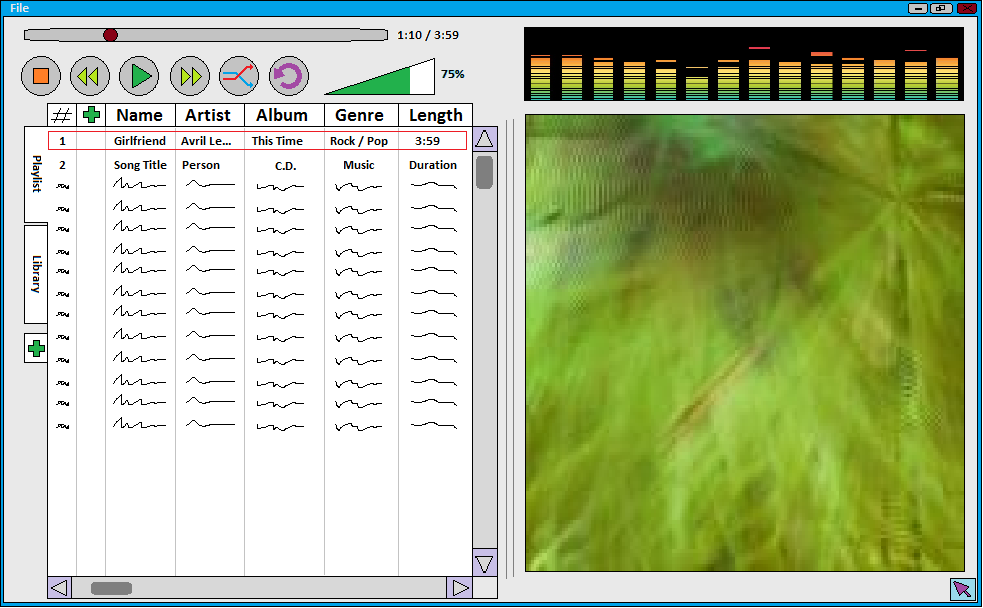 File
1:10 / 3:59
75%
# Name Artist Album Genre Length
1 Girlfriend Avril Le... This Time Rock / Pop 3:59
2 Song Title Person C.D. Music Duration
Playlist
Library